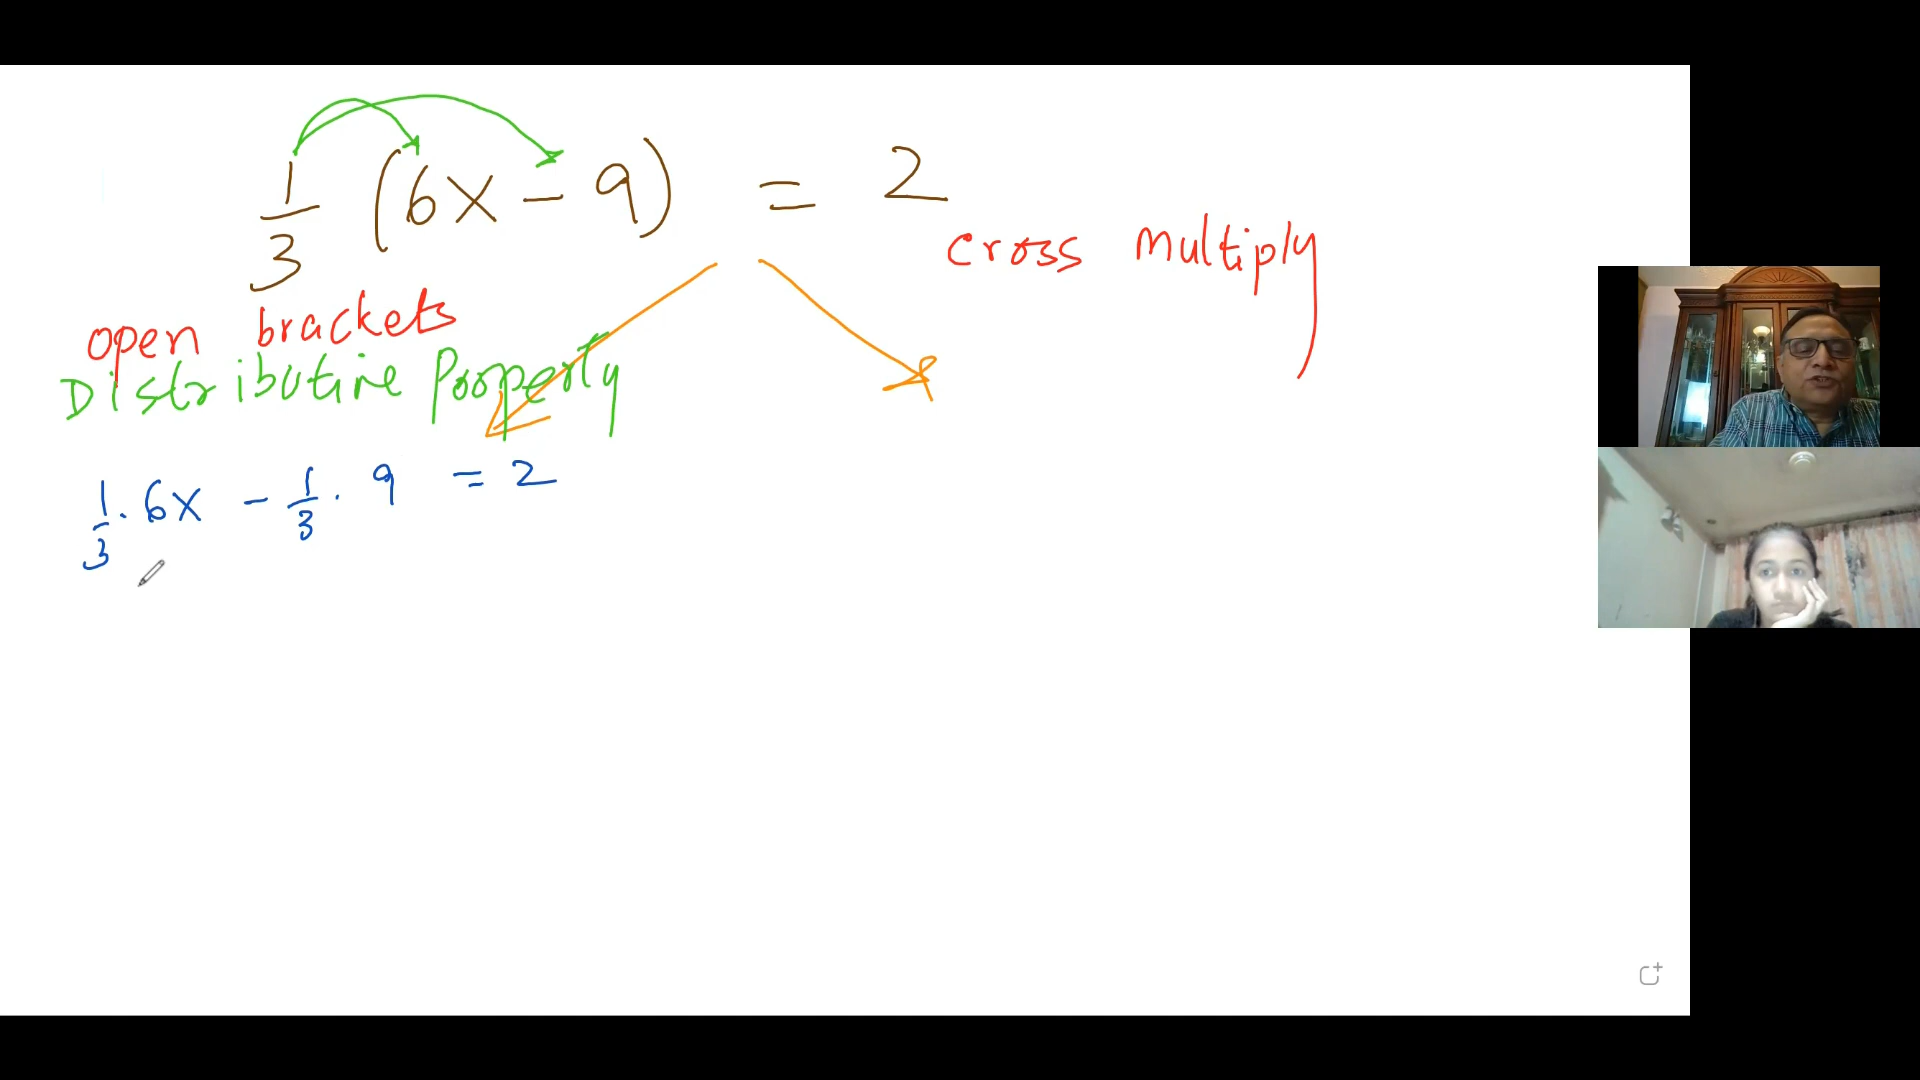 1/3 (6x - 9) = 2
cross multiply
open brackets
Distributive Property
1/3 . 6x - 1/3 . 9 = 2